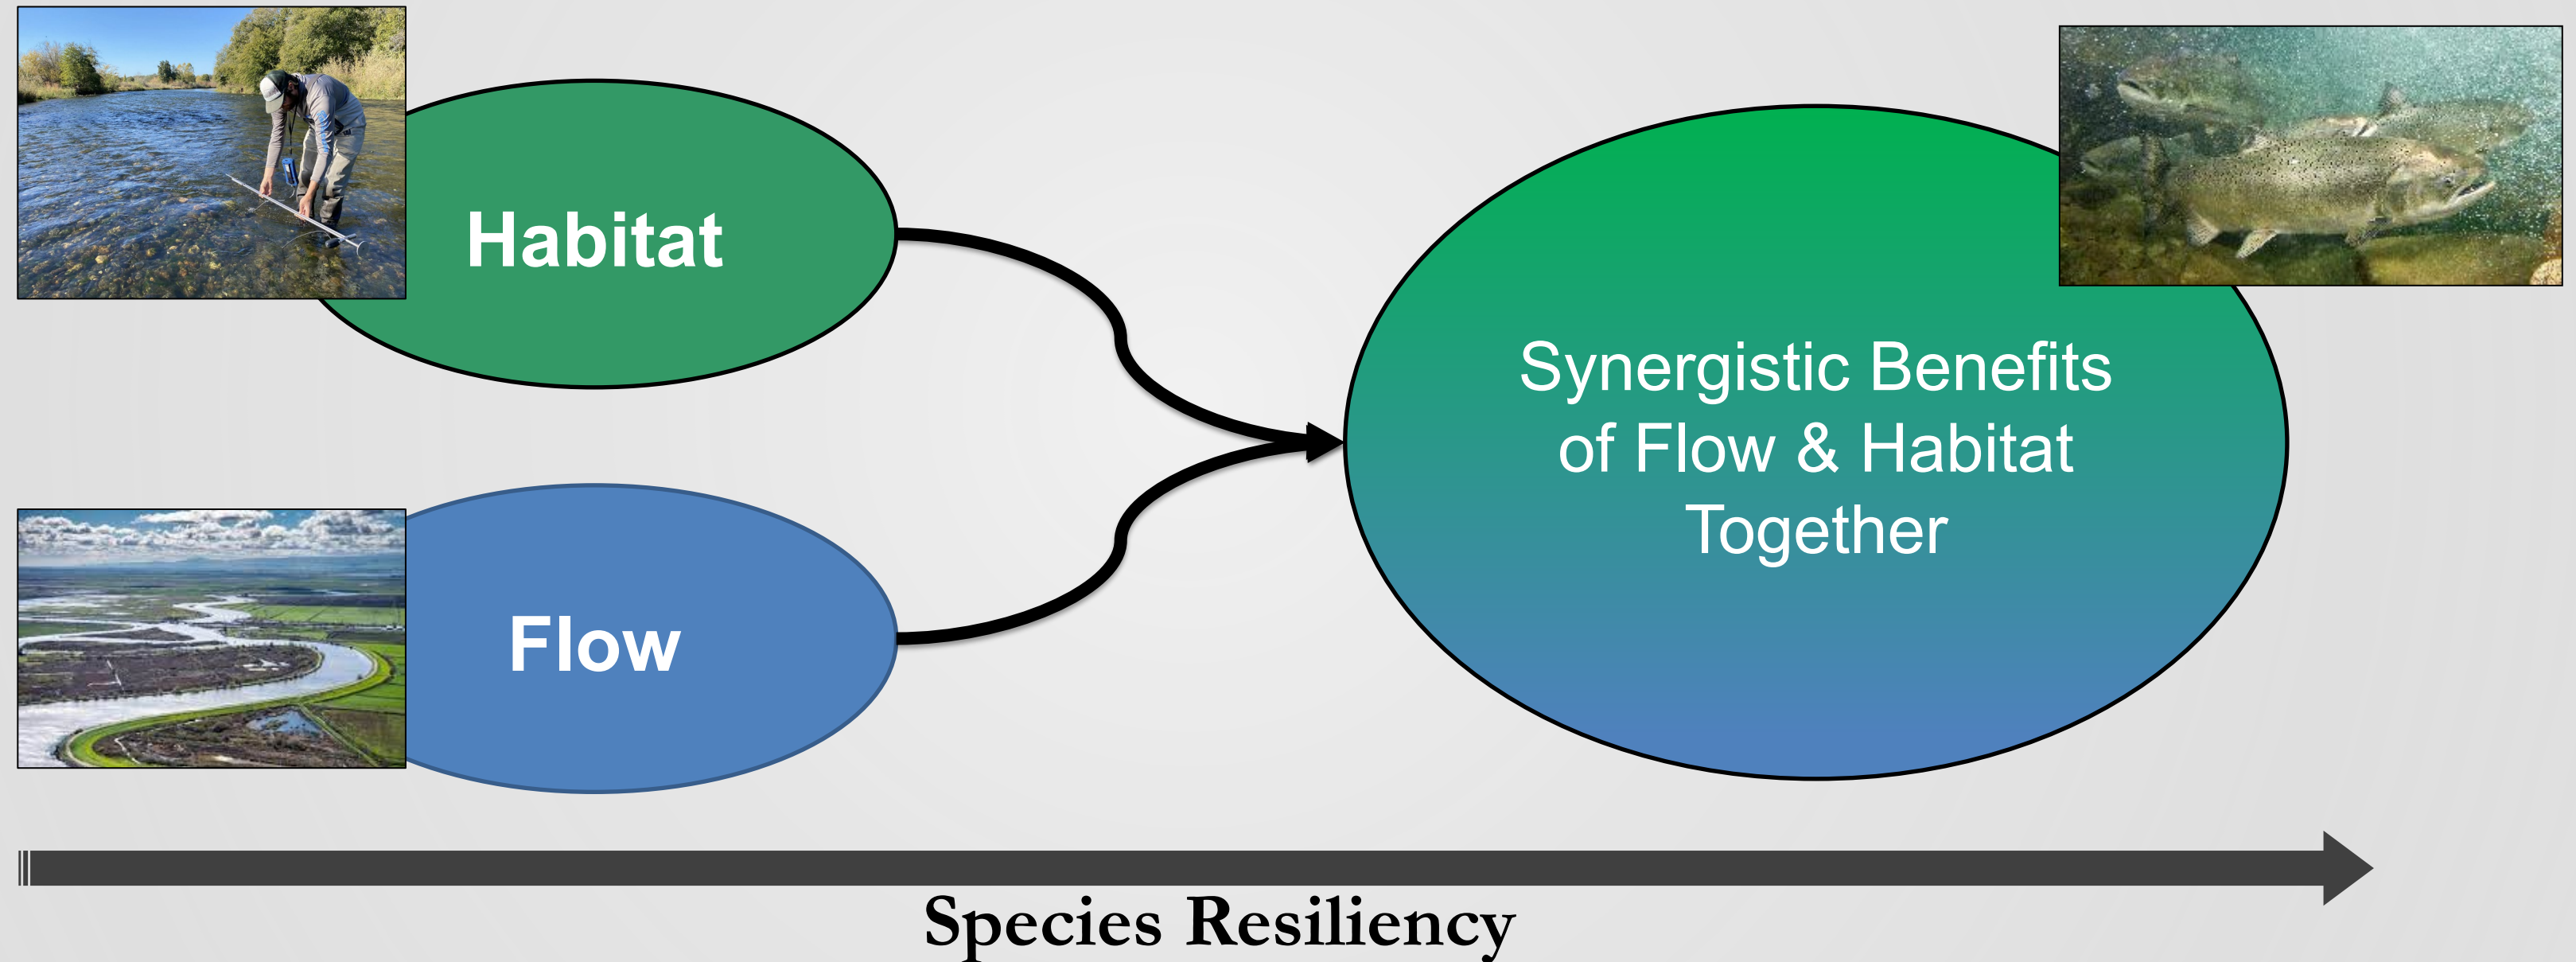 Habitat
Synergistic Benefits
of Flow & Habitat
Together
Flow
Species Resiliency